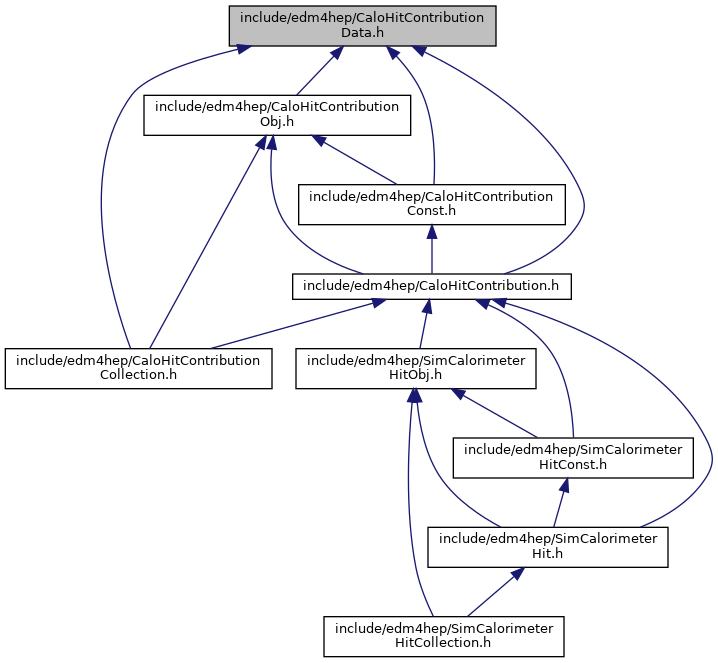 include/edm4hep/CaloHitContribution
Data.h
include/edm4hep/CaloHitContribution
Obj.h
include/edm4hep/CaloHitContribution
Const.h
include/edm4hep/CaloHitContribution.h
include/edm4hep/CaloHitContribution
Collection.h
include/edm4hep/SimCalorimeter
HitObj.h
include/edm4hep/SimCalorimeter
HitConst.h
include/edm4hep/SimCalorimeter
Hit.h
include/edm4hep/SimCalorimeter
HitCollection.h